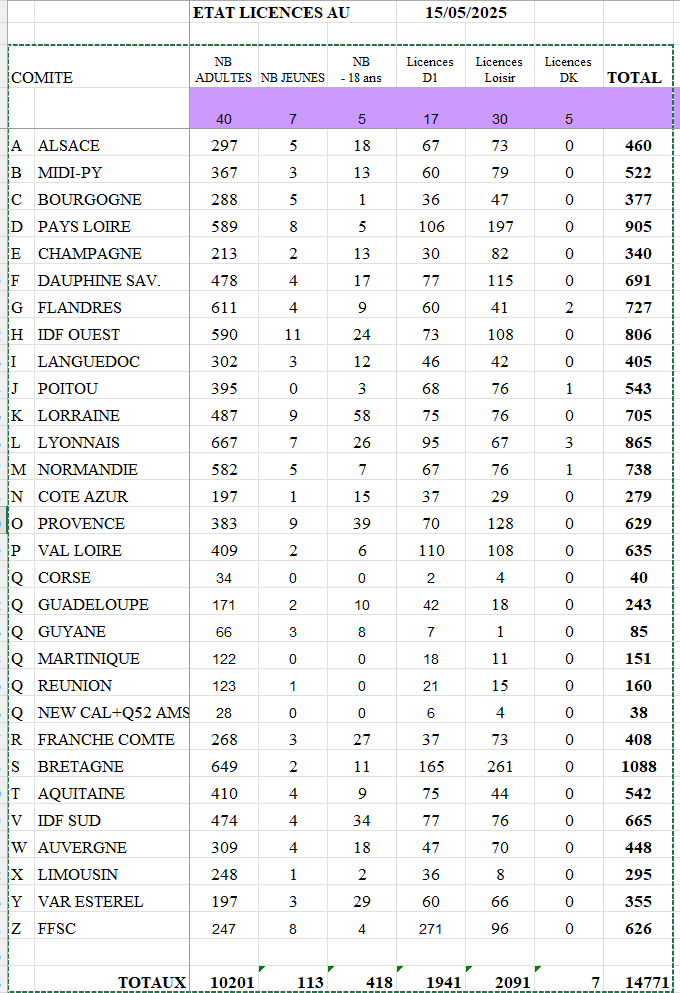 ETAT LICENCES AU 15/05/2025
COMITE NB ADULTES NB JEUNES NB - 18 ans Licences D1 Licences Loisir Licences DK TOTAL
40 7 5 17 30 5
A ALSACE 297 5 18 67 73 0 460
B MIDI-PY 367 3 13 60 79 0 522
C BOURGOGNE 288 5 1 36 47 0 377
D PAYS LOIRE 589 8 5 106 197 0 905
E CHAMPAGNE 213 2 13 30 82 0 340
F DAUPHINE SAV. 478 4 17 77 115 0 691
G FLANDRES 611 4 9 60 41 2 727
H IDF OUEST 590 11 24 73 108 0 806
I LANGUEDOC 302 3 12 46 42 0 405
J POITOU 395 0 3 68 76 1 543
K LORRAINE 487 9 58 75 76 0 705
L LYONNAIS 667 7 26 95 67 3 865
M NORMANDIE 582 5 7 67 76 1 738
N COTE AZUR 197 1 15 37 29 0 279
O PROVENCE 383 9 39 70 128 0 629
P VAL LOIRE 409 2 6 110 108 0 635
Q CORSE 34 0 0 2 4 0 40
Q GUADELOUPE 171 2 10 42 18 0 243
Q GUYANE 66 3 8 7 1 0 85
Q MARTINIQUE 122 0 0 18 11 0 151
Q REUNION 123 1 0 21 15 0 160
Q NEW CAL+Q52 AMS 28 0 0 6 4 0 38
R FRANCHE COMTE 268 3 27 37 73 0 408
S BRETAGNE 649 2 11 165 261 0 1088
T AQUITAINE 410 4 9 75 44 0 542
V IDF SUD 474 4 34 77 76 0 665
W AUVERGNE 309 4 18 47 70 0 448
X LIMOUSIN 248 1 2 36 8 0 295
Y VAR ESTEREL 197 3 29 60 66 0 355
Z FFSC 247 8 4 271 96 0 626
TOTAUX 10201 113 418 1941 2091 7 14771